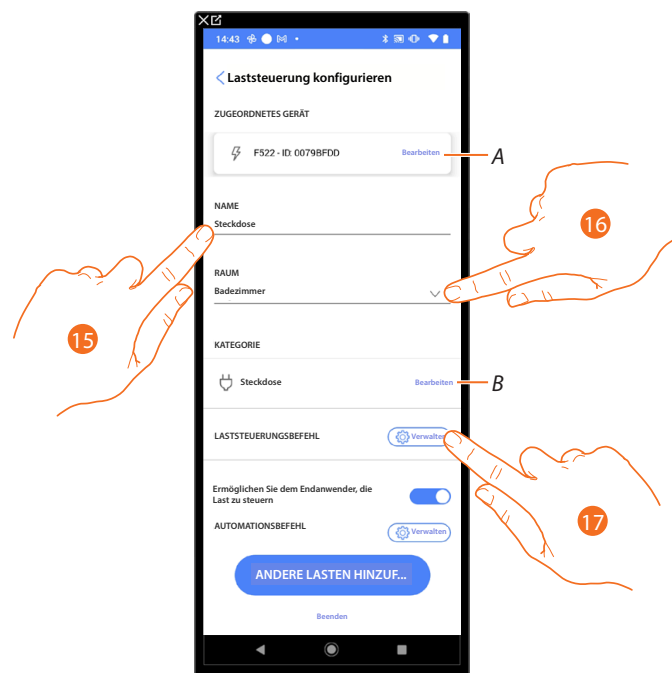 14:43
Laststeuerung konfigurieren
ZUGEORDNETES GERÄT
F522 - ID: 0079BFDD
Bearbeiten
A
NAME
Steckdose
16
RAUM
Badezimmer
15
KATEGORIE
Steckdose
Bearbeiten
B
LASTSTEUERUNGSBEFEHL
Verwalten
Ermöglichen Sie dem Endanwender, die
Last zu steuern
17
AUTOMATIONSBEFEHL
Verwalten
ANDERE LASTEN HINZUF...
Beenden